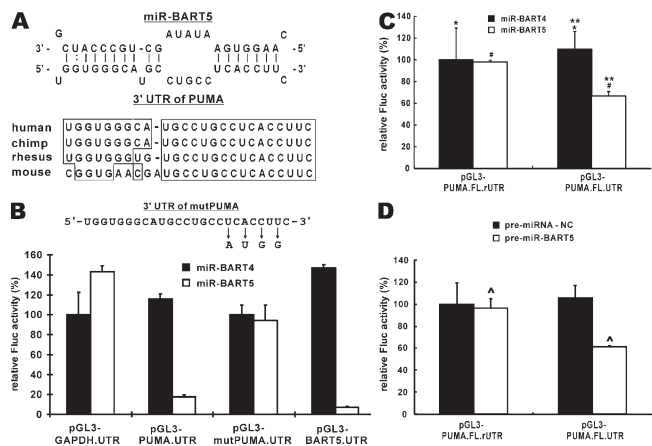 A
miR-BART5
AUAUA
G C
3'- CUACCCGU-CG AGUGGAA -5'
5'- GGUGGGCA GC UCACCUU -3'
U CUGCC C
3' UTR of PUMA
human UGGUGGGCA-UGCCUGCCUCACCUUC
chimp UGGUGGGCA-UGCCUGCCUCACCUUC
rhesus UGGUGGGUG-UGCCUGCCUCACCUUC
mouse CGGUGAACGAUGCCUGCCUCACCUUC
B
3' UTR of mutPUMA
5'-UGGUGGGCAUGCCUGCCUCACCUUC-3'
A U G G
relative Fluc activity (%)
160
140
120
100
80
60
40
20
0
miR-BART4
miR-BART5
pGL3-GAPDH.UTR
pGL3-PUMA.UTR
pGL3-mutPUMA.UTR
pGL3-BART5.UTR
C
miR-BART4
miR-BART5
relative Fluc activity (%)
140
120
100
80
60
40
20
0
*
#
**
*
**
#
pGL3-PUMA.FL.rUTR
pGL3-PUMA.FL.UTR
D
pre-miRNA - NC
pre-miR-BART5
relative Fluc activity (%)
140
120
100
80
60
40
20
0
^
^
pGL3-PUMA.FL.rUTR
pGL3-PUMA.FL.UTR